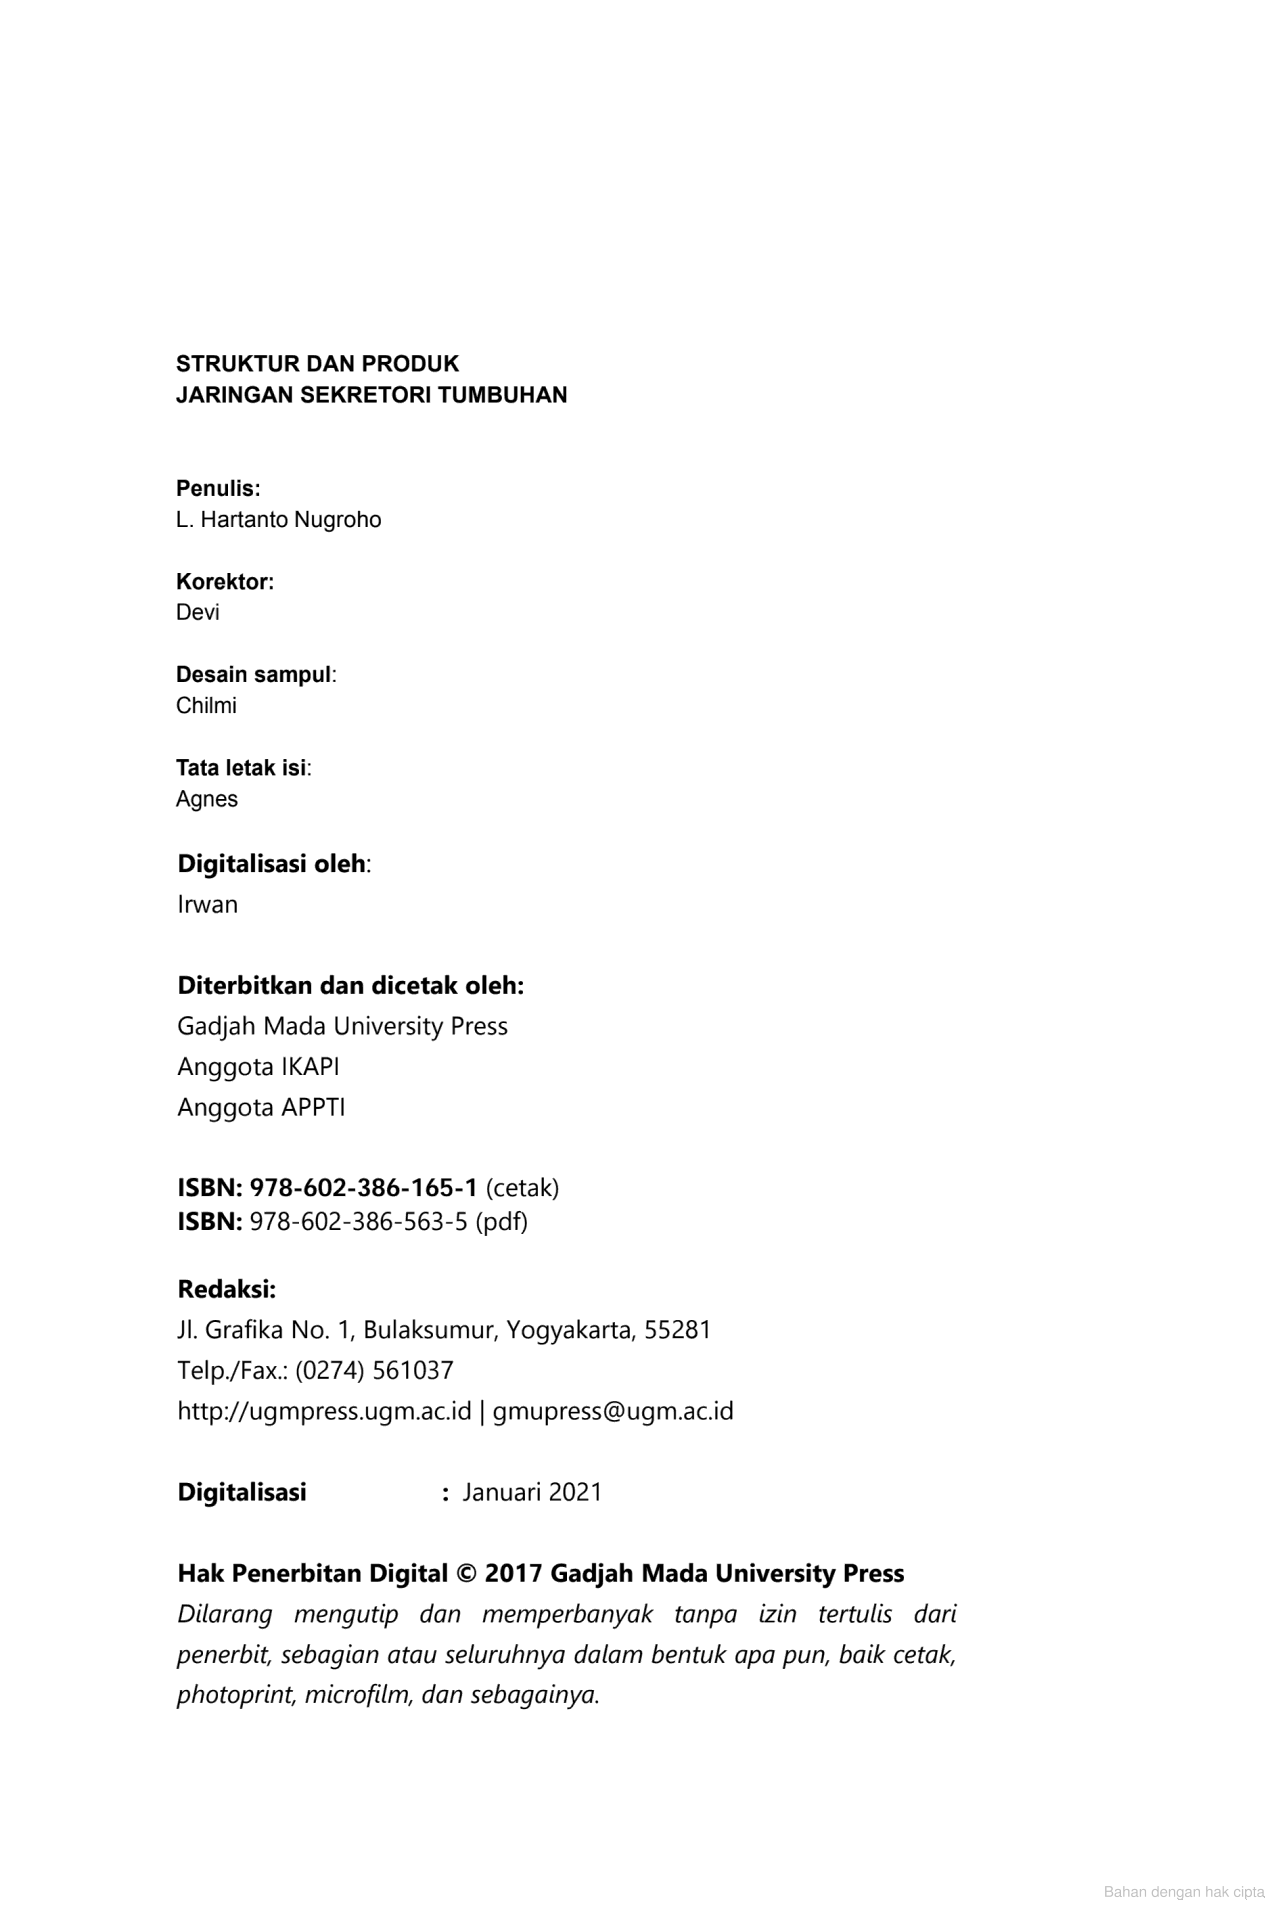 STRUKTUR DAN PRODUK
JARINGAN SEKRETORI TUMBUHAN
Penulis:
L. Hartanto Nugroho
Korektor:
Devi
Desain sampul:
Chilmi
Tata letak isi:
Agnes
Digitalisasi oleh:
Irwan
Diterbitkan dan dicetak oleh:
Gadjah Mada University Press
Anggota IKAPI
Anggota APPTI
ISBN: 978-602-386-165-1 (cetak)
ISBN: 978-602-386-563-5 (pdf)
Redaksi:
Jl. Grafika No. 1, Bulaksumur, Yogyakarta, 55281
Telp./Fax.: (0274) 561037
http://ugmpress.ugm.ac.id | gmupress@ugm.ac.id
Digitalisasi : Januari 2021
Hak Penerbitan Digital © 2017 Gadjah Mada University Press
Dilarang mengutip dan memperbanyak tanpa izin tertulis dari
penerbit, sebagian atau seluruhnya dalam bentuk apa pun, baik cetak,
photoprint, microfilm, dan sebagainya.
Bahan dengan hak cipta